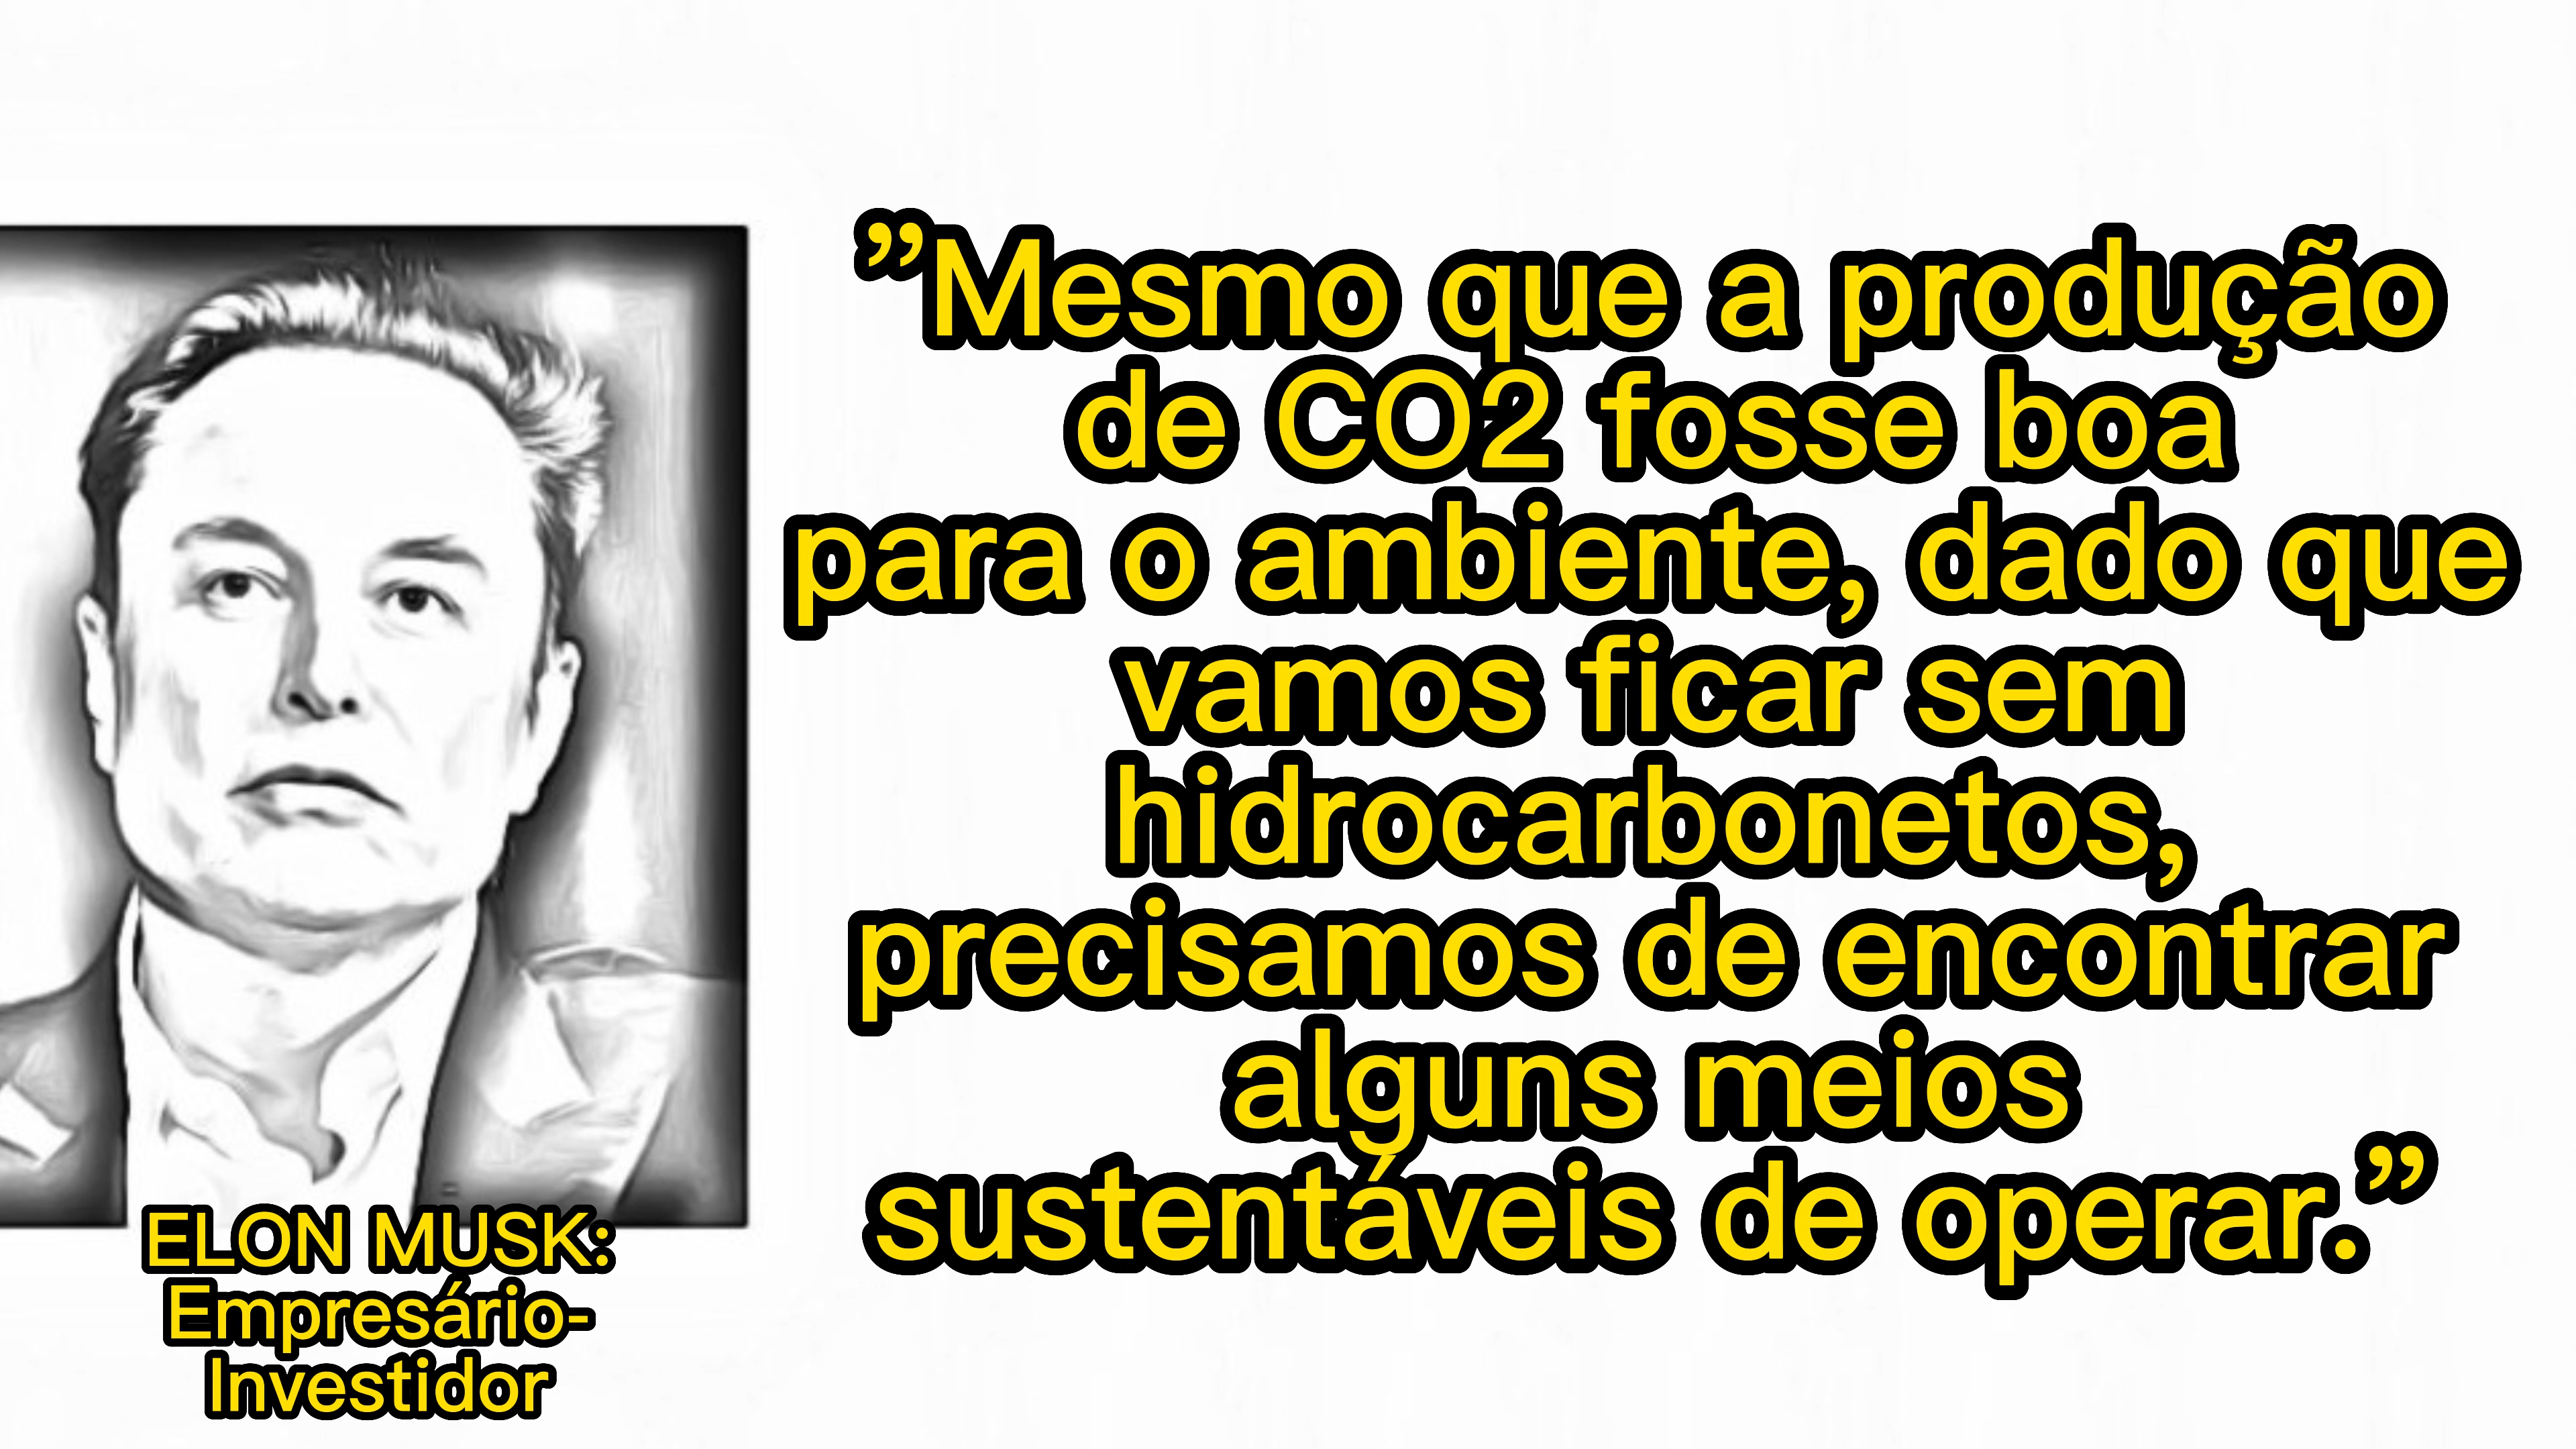 ”Mesmo que a produção
de CO2 fosse boa
para o ambiente, dado que
vamos ficar sem
hidrocarbonetos,
precisamos de encontrar
alguns meios
sustentáveis de operar.”
ELON MUSK:
Empresário-
Investidor